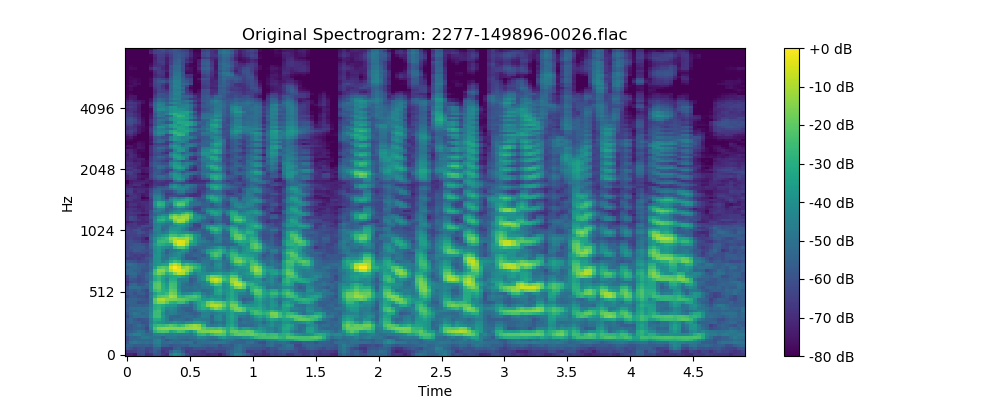 Original Spectrogram: 2277-149896-0026.flac
Hz
4096
2048
1024
512
0
0 0.5 1 1.5 2 2.5 3 3.5 4 4.5
Time
+0 dB
-10 dB
-20 dB
-30 dB
-40 dB
-50 dB
-60 dB
-70 dB
-80 dB